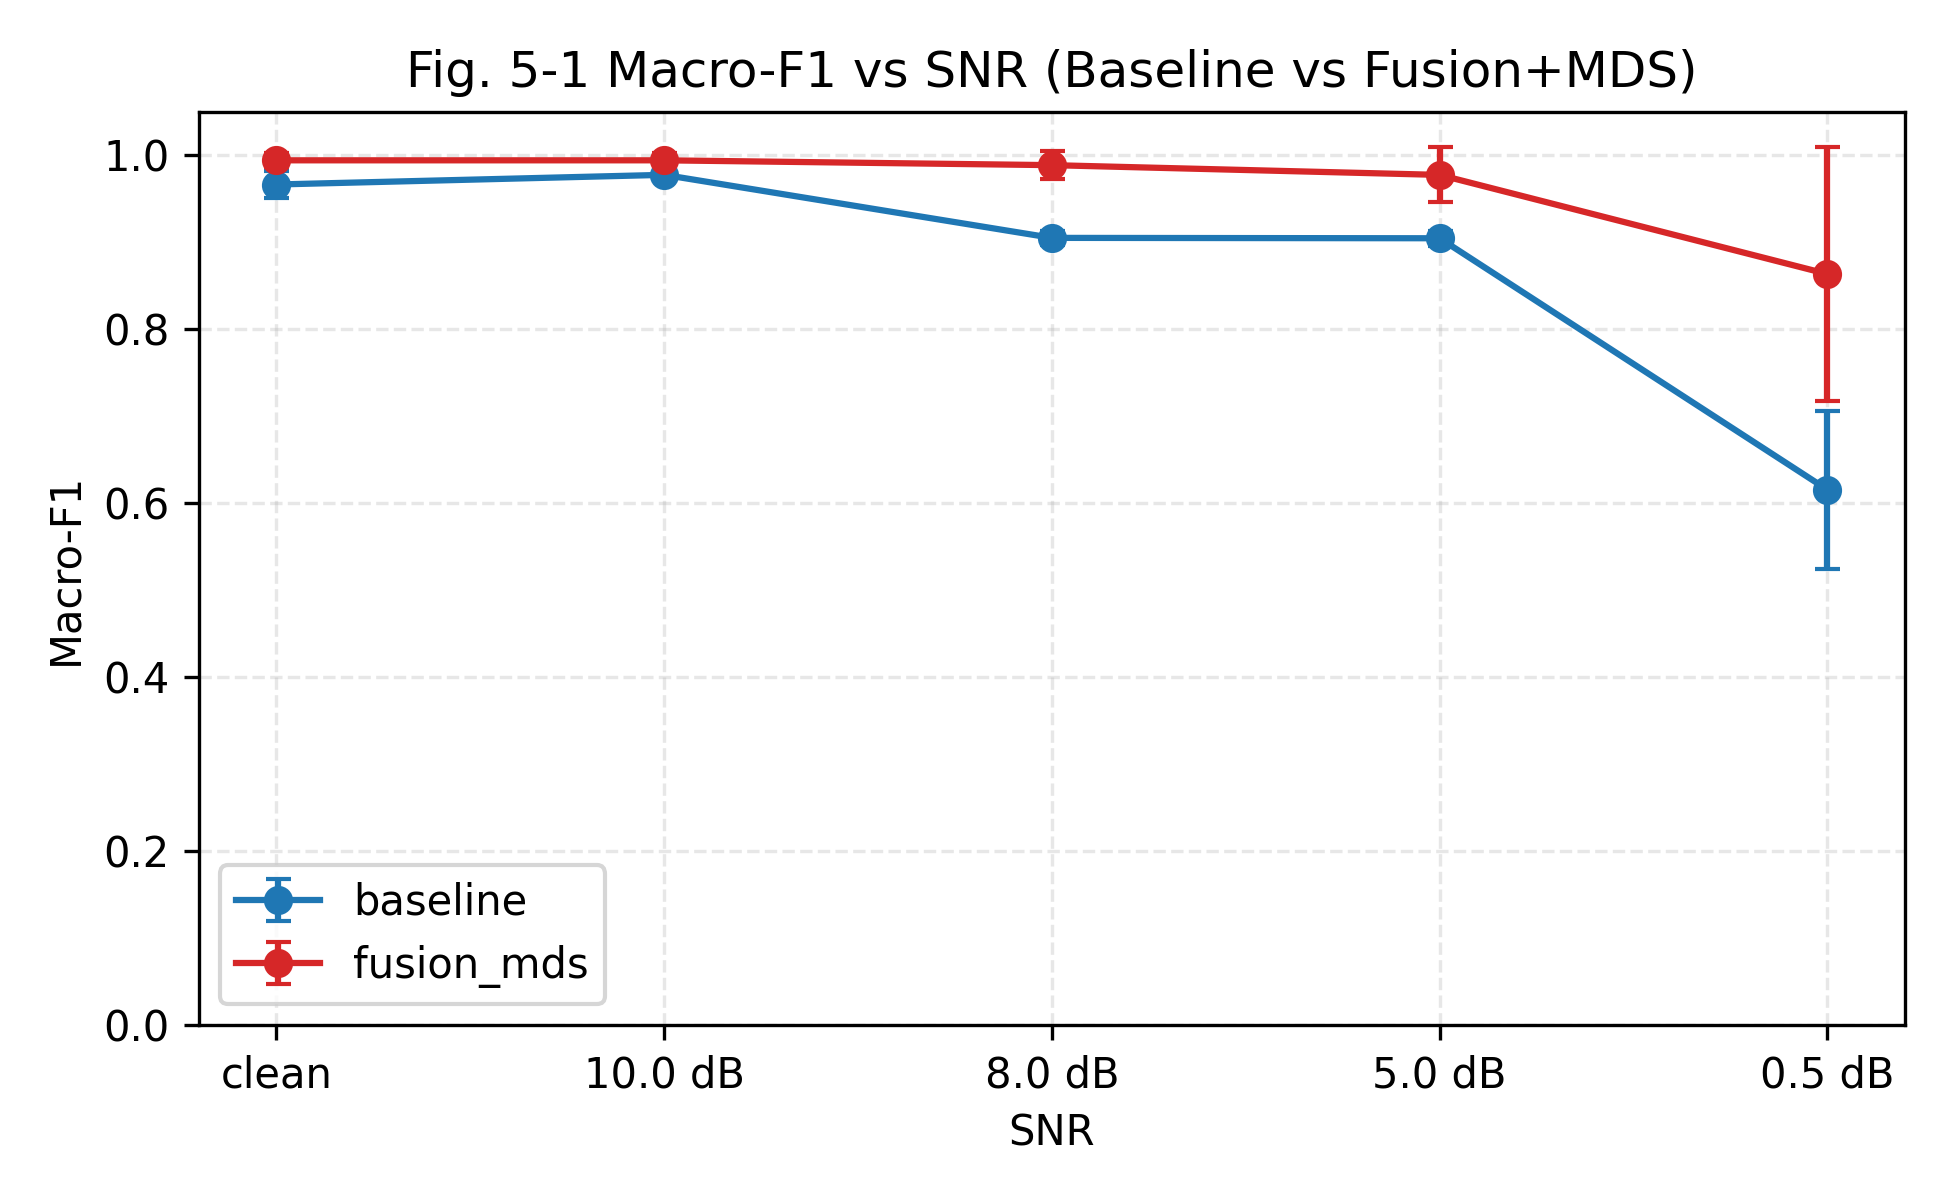 Fig. 5-1 Macro-F1 vs SNR (Baseline vs Fusion+MDS)
1.0
0.8
0.6
0.4
0.2
0.0
Macro-F1
baseline
fusion_mds
clean 10.0 dB 8.0 dB 5.0 dB 0.5 dB
SNR